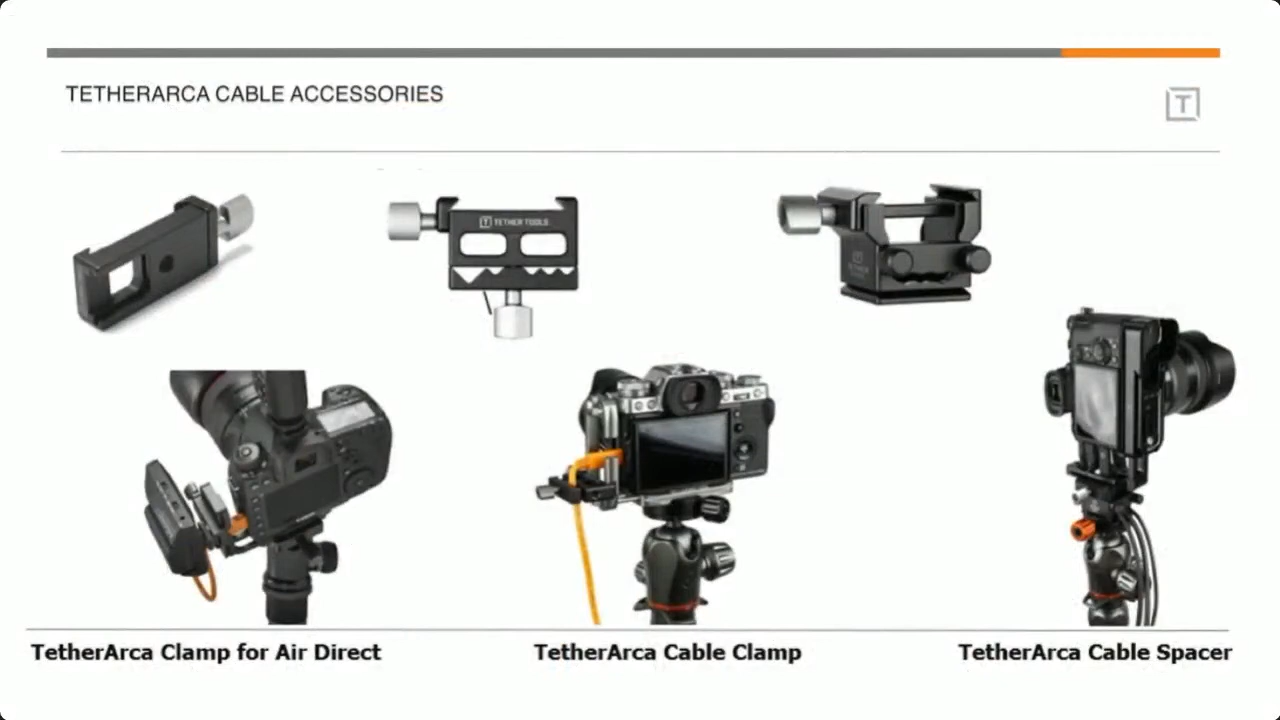 TETHERARCA CABLE ACCESSORIES
T
T TETHER TOOLS
TetherArca Clamp for Air Direct
TetherArca Cable Clamp
TetherArca Cable Spacer